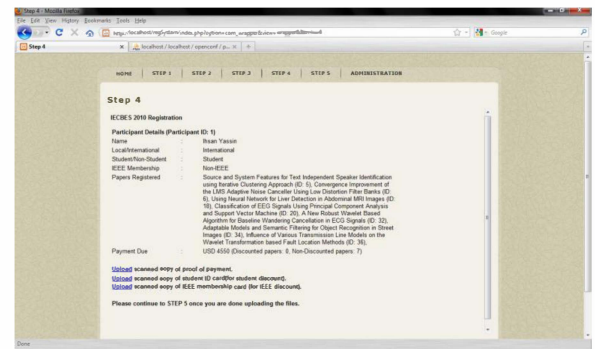 Step 4 - Mozilla Firefox
File Edit View History Bookmarks Tools Help
Google
Step 4
localhost / localhost / openconf / p...
HOME STEP 1 STEP 2 STEP 3 STEP 4 STEP 5 ADMINISTRATION
Step 4
IECBES 2010 Registration
Participant Details (Participant ID: 1)
Name : Ihsan Yassin
Local/International : International
Student/Non-Student : Student
IEEE Membership : Non-IEEE
Papers Registered : Source and System Features for Text Independent Speaker Identification
using Iterative Clustering Approach (ID: 5), Convergence Improvement of
the LMS Adaptive Noise Canceller Using Low Distortion Filter Banks (ID:
6), Using Neural Network for Liver Detection in Abdominal MRI Images (ID:
18), Classification of EEG Signals Using Principal Component Analysis
and Support Vector Machine (ID: 20), A New Robust Wavelet Based
Algorithm for Baseline Wandering Cancellation in ECG Signals (ID: 32),
Adaptable Models and Semantic Filtering for Object Recognition in Street
Images (ID: 34), Influence of Various Transmission Line Models on the
Wavelet Transformation based Fault Location Methods (ID: 36),
Payment Due : USD 4550 (Discounted papers: 0, Non-Discounted papers: 7)
Upload scanned copy of proof of payment.
Upload scanned copy of student ID card(for student discount).
Upload scanned copy of IEEE membership card (for IEEE discount).
Please continue to STEP 5 once you are done uploading the files.
Done